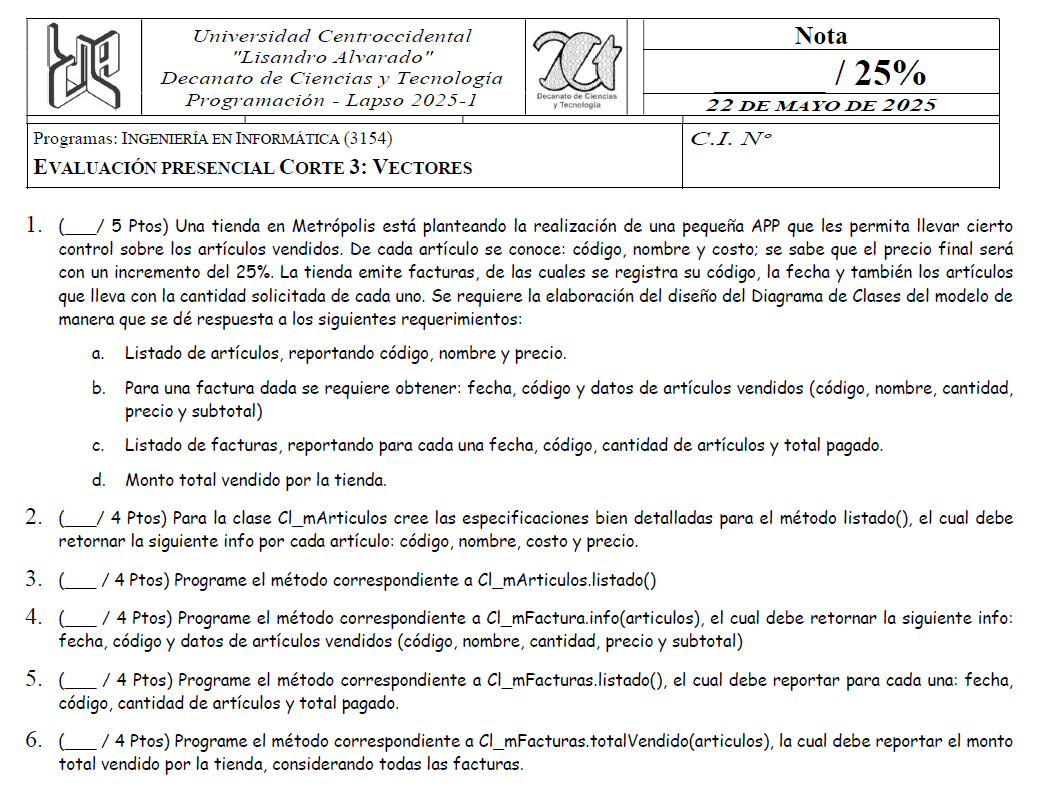 Universidad Centroccidental
"Lisandro Alvarado"
Decanato de Ciencias y Tecnología
Programación - Lapso 2025-1
Decanato de Ciencias
y Tecnología
Nota
________ / 25%
22 DE MAYO DE 2025
Programas: INGENIERÍA EN INFORMÁTICA (3154)
EVALUACIÓN PRESENCIAL CORTE 3: VECTORES
C.I. Nº
1. (___/ 5 Ptos) Una tienda en Metrópolis está planteando la realización de una pequeña APP que les permita llevar cierto
control sobre los artículos vendidos. De cada artículo se conoce: código, nombre y costo; se sabe que el precio final será
con un incremento del 25%. La tienda emite facturas, de las cuales se registra su código, la fecha y también los artículos
que lleva con la cantidad solicitada de cada uno. Se requiere la elaboración del diseño del Diagrama de Clases del modelo de
manera que se dé respuesta a los siguientes requerimientos:
a. Listado de artículos, reportando código, nombre y precio.
b. Para una factura dada se requiere obtener: fecha, código y datos de artículos vendidos (código, nombre, cantidad,
precio y subtotal)
c. Listado de facturas, reportando para cada una fecha, código, cantidad de artículos y total pagado.
d. Monto total vendido por la tienda.
2. (___/ 4 Ptos) Para la clase Cl_mArticulos cree las especificaciones bien detalladas para el método listado(), el cual debe
retornar la siguiente info por cada artículo: código, nombre, costo y precio.
3. (___ / 4 Ptos) Programe el método correspondiente a Cl_mArticulos.listado()
4. (___ / 4 Ptos) Programe el método correspondiente a Cl_mFactura.info(articulos), el cual debe retornar la siguiente info:
fecha, código y datos de artículos vendidos (código, nombre, cantidad, precio y subtotal)
5. (___ / 4 Ptos) Programe el método correspondiente a Cl_mFacturas.listado(), el cual debe reportar para cada una: fecha,
código, cantidad de artículos y total pagado.
6. (___ / 4 Ptos) Programe el método correspondiente a Cl_mFacturas.totalVendido(articulos), la cual debe reportar el monto
total vendido por la tienda, considerando todas las facturas.